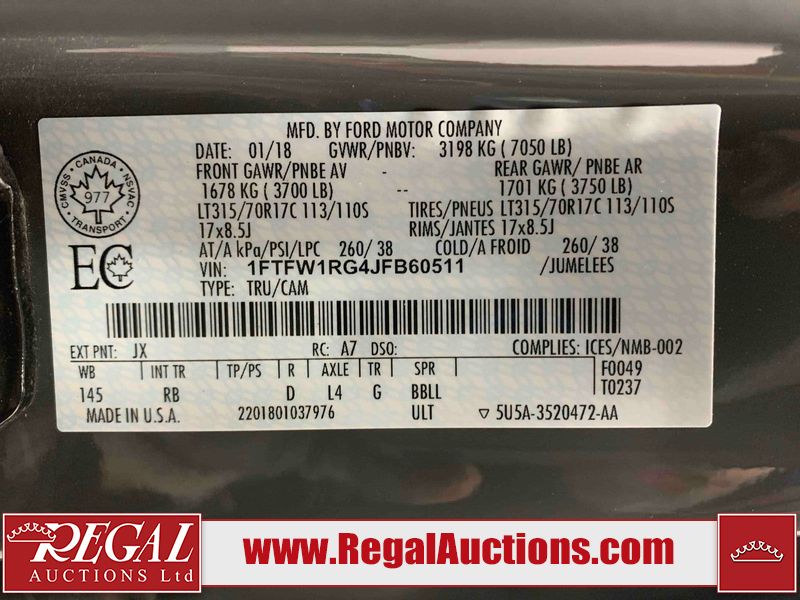 MFD. BY FORD MOTOR COMPANY
DATE: 01/18 GVWR/PNBV: 3198 KG ( 7050 LB)
FRONT GAWR/PNBE AV - REAR GAWR/ PNBE AR
1678 KG ( 3700 LB) -- 1701 KG ( 3750 LB)
LT315/70R17C 113/110S TIRES/PNEUS LT315/70R17C 113/110S
17x8.5J RIMS/JANTES 17x8.5J
AT/A kPa/PSI/LPC 260/ 38 COLD/A FROID 260/ 38
VIN: 1FTFW1RG4JFB60511 /JUMELEES
TYPE: TRU/CAM
CANADA
CMVSS NSVAC
977
TRANSPORT
EC
EXT PNT: JX RC: A7 DSO: COMPLIES: ICES/NMB-002
WB INT TR TP/PS R AXLE TR SPR F0049
145 RB D L4 G BBLL T0237
MADE IN U.S.A. 2201801037976 ULT ▽ 5U5A-3520472-AA
REGAL
AUCTIONS Ltd
www.RegalAuctions.com